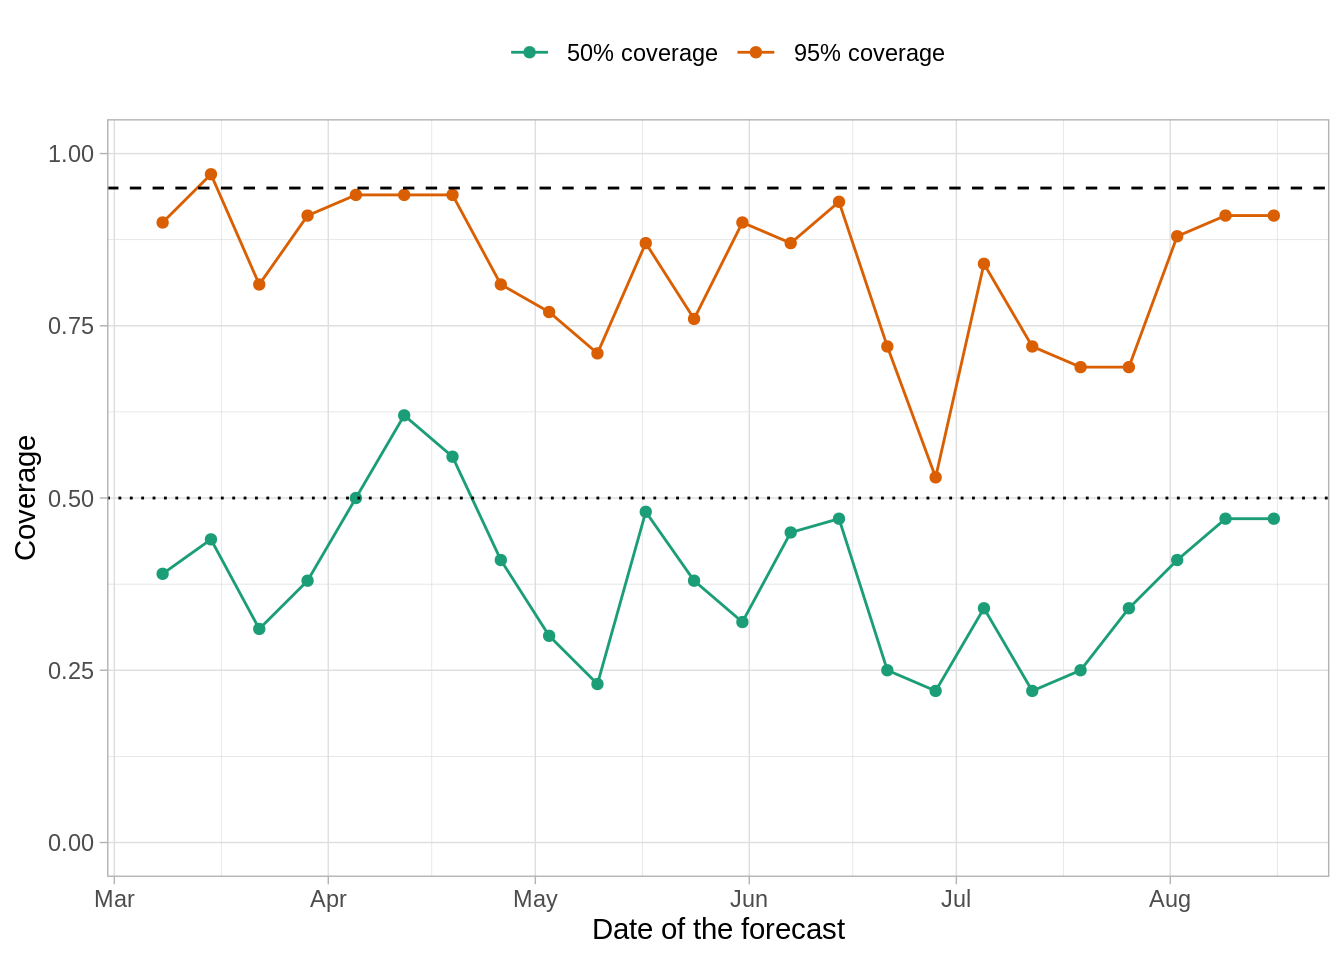 50% coverage 95% coverage
1.00
0.75
0.50
0.25
0.00
Coverage
Mar Apr May Jun Jul Aug
Date of the forecast